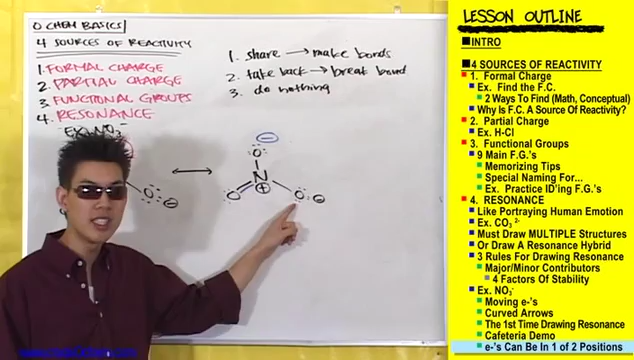 O CHEM BASICS
4 SOURCES OF REACTIVITY
1. FORMAL CHARGE
2. PARTIAL CHARGE
3. FUNCTIONAL GROUPS
4. RESONANCE
Ex. NO3-
1. share → make bonds
2. take back → break bond
3. do nothing
O
N
O
O
O
LESSON OUTLINE
INTRO
4 SOURCES OF REACTIVITY
1. Formal Charge
Ex. Find the F.C.
2 Ways To Find (Math, Conceptual)
Why Is F.C. A Source Of Reactivity?
2. Partial Charge
Ex. H-Cl
3. Functional Groups
9 Main F.G.'s
Memorizing Tips
Special Naming For...
Ex. Practice ID'ing F.G.'s
4. RESONANCE
Like Portraying Human Emotion
Ex. CO3 2-
Must Draw MULTIPLE Structures
Or Draw A Resonance Hybrid
3 Rules For Drawing Resonance
Major/Minor Contributors
4 Factors Of Stability
Ex. NO3-
Moving e-'s
Curved Arrows
The 1st Time Drawing Resonance
Cafeteria Demo
e-'s Can Be In 1 of 2 Positions